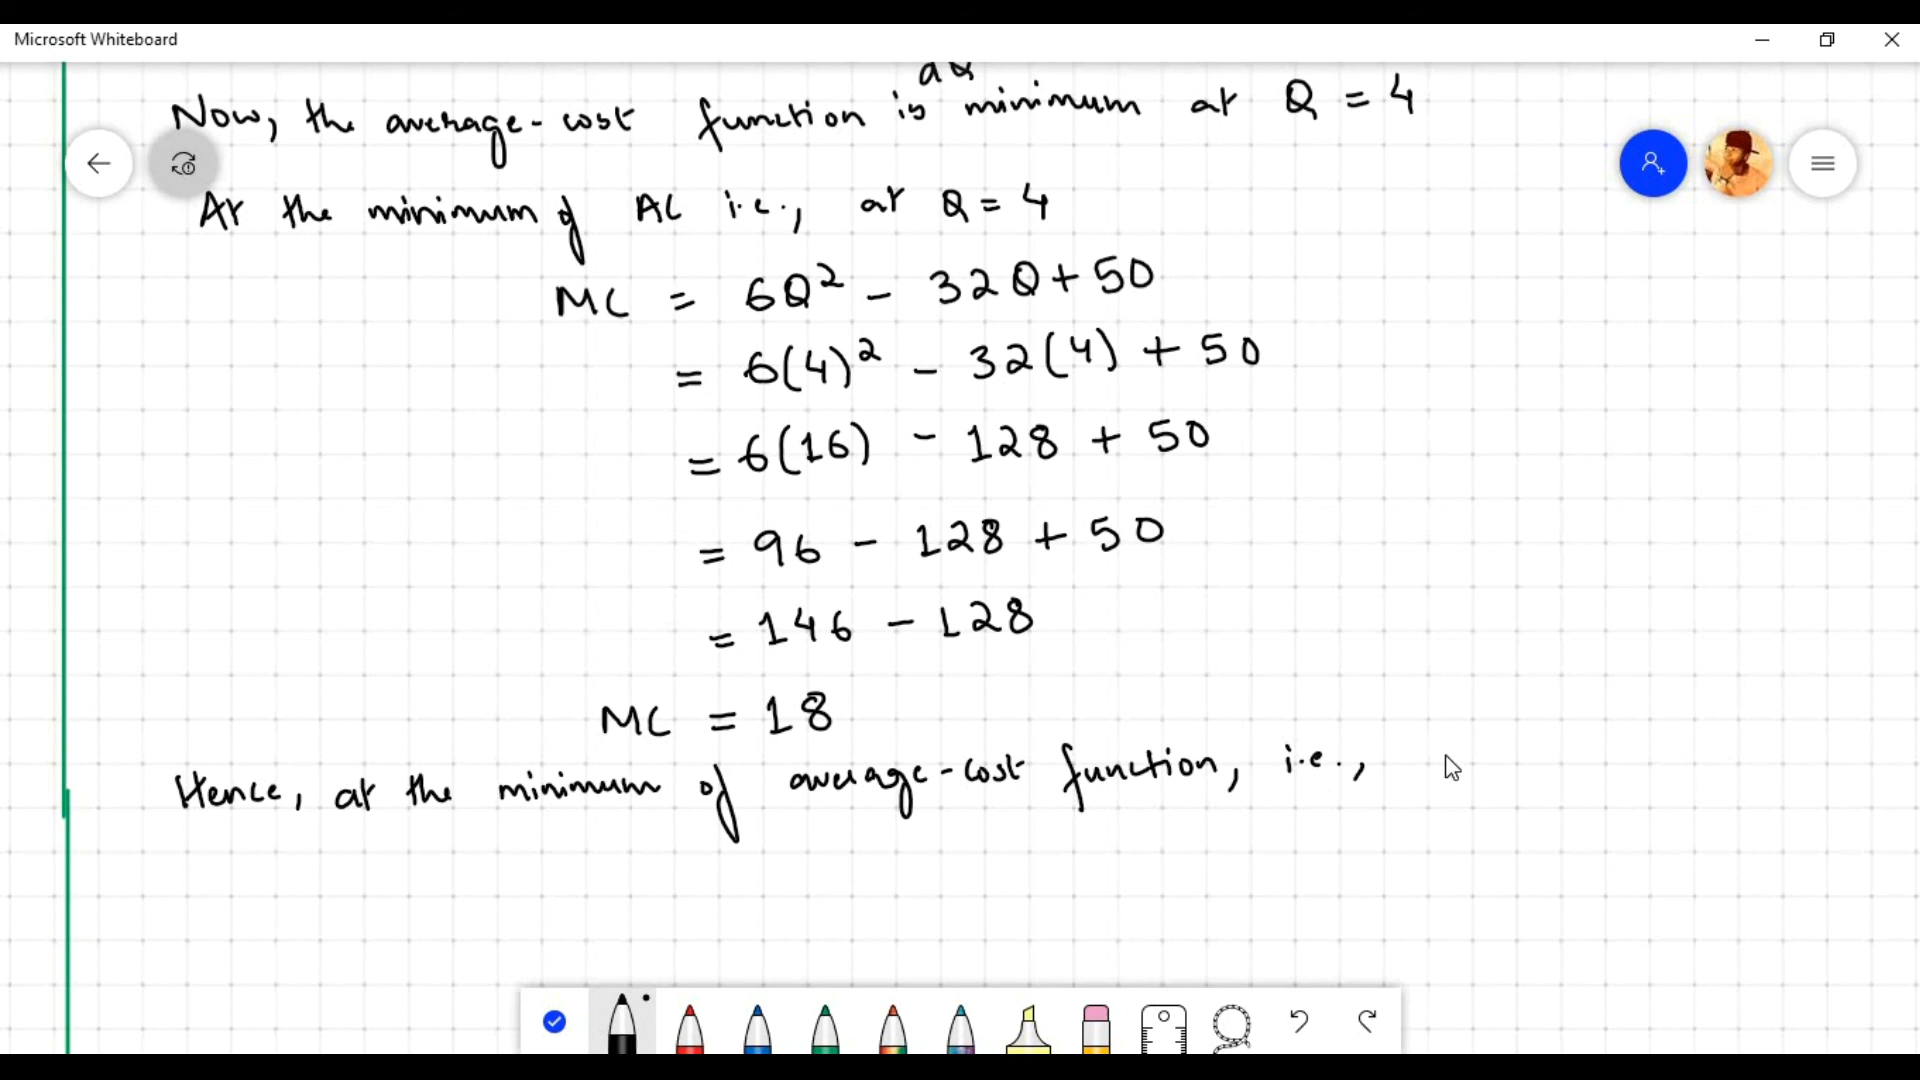 Microsoft Whiteboard
dQ
Now, the average-cost function is minimum at Q = 4
At the minimum of AC i.e., at Q = 4
MC = 6Q² - 32Q + 50
= 6(4)² - 32(4) + 50
= 6(16) - 128 + 50
= 96 - 128 + 50
= 146 - 128
MC = 18
Hence, at the minimum of average-cost function, i.e.,